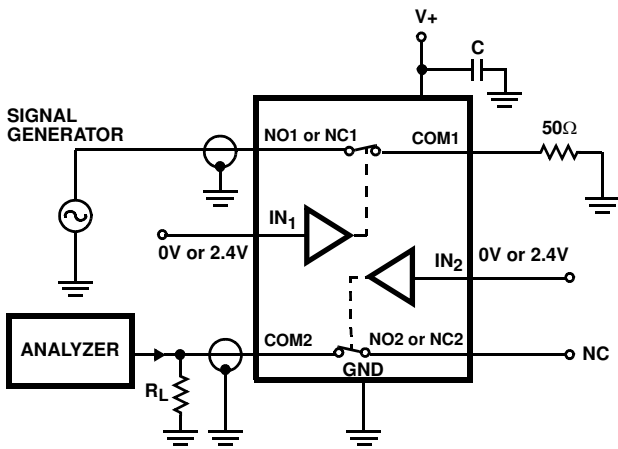 V+
C
SIGNAL
GENERATOR
NO1 or NC1
COM1
50Ω
IN1
0V or 2.4V
IN2
0V or 2.4V
ANALYZER
COM2
NO2 or NC2
NC
GND
RL